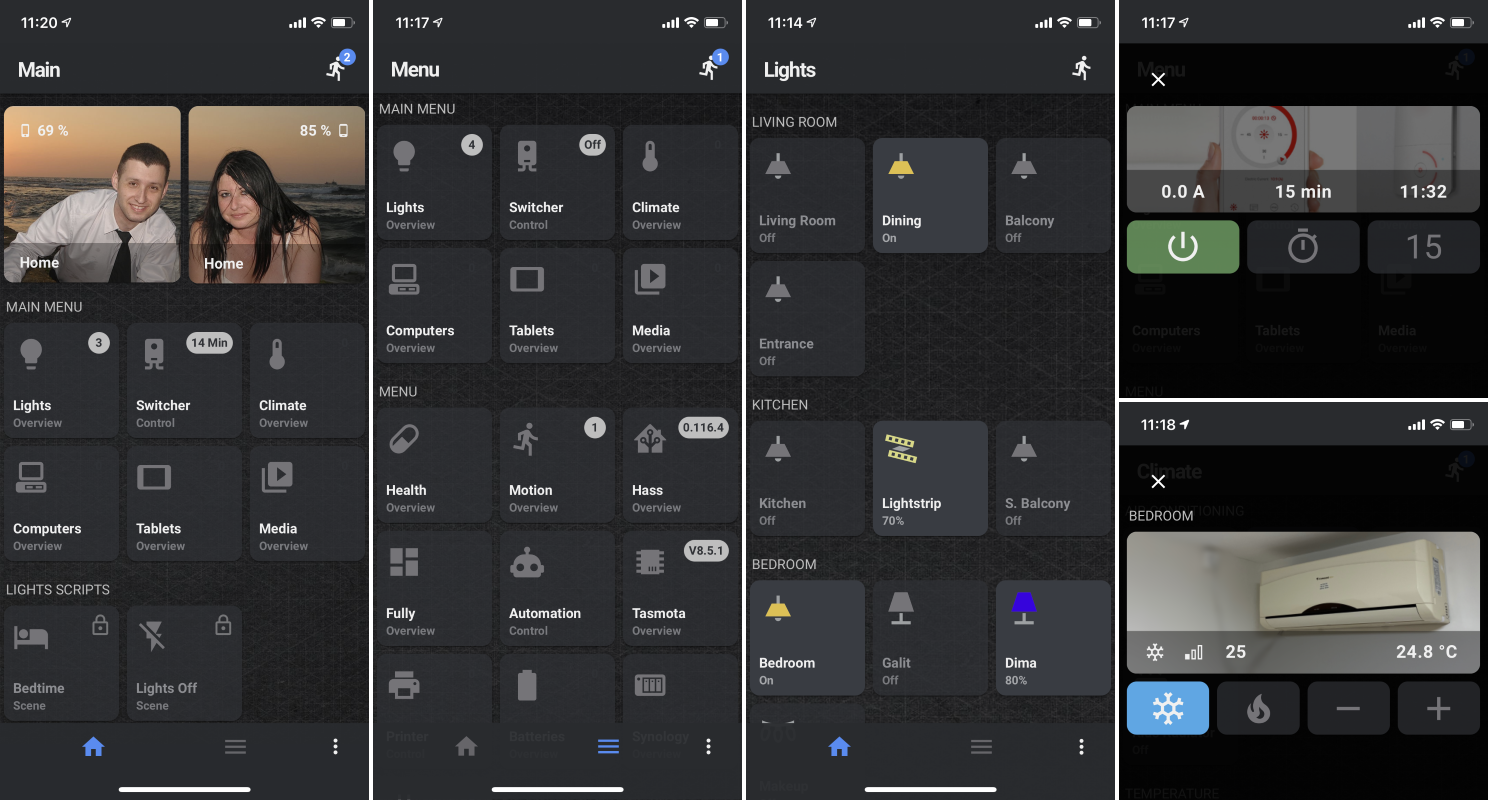 11:20
Main
2
69 %
85 %
Home
Home
MAIN MENU
3
14 Min
Lights
Switcher
Climate
Overview
Control
Overview
Computers
Tablets
Media
Overview
Overview
Overview
LIGHTS SCRIPTS
Bedtime
Lights Off
Scene
Scene
11:17
Menu
1
MAIN MENU
4
Off
Lights
Switcher
Climate
Overview
Control
Overview
Computers
Tablets
Media
Overview
Overview
Overview
MENU
1
0.116.4
Health
Motion
Hass
Overview
Overview
Overview
V8.5.1
Fully
Automation
Tasmota
Overview
Control
Overview
Printer
Batteries
Synology
Control
Overview
Overview
11:14
Lights
LIVING ROOM
Living Room
Dining
Balcony
Off
On
Off
Entrance
Off
KITCHEN
Kitchen
Lightstrip
S. Balcony
Off
70%
Off
BEDROOM
Bedroom
Galit
Dima
On
Off
80%
Makeup
11:17
Menu
1
0.0 A
15 min
11:32
15
Computers
Tablets
Media
Overview
Overview
Overview
MENU
11:18
Climate
1
BEDROOM
25
24.8 °C
Off
TEMPERATURE